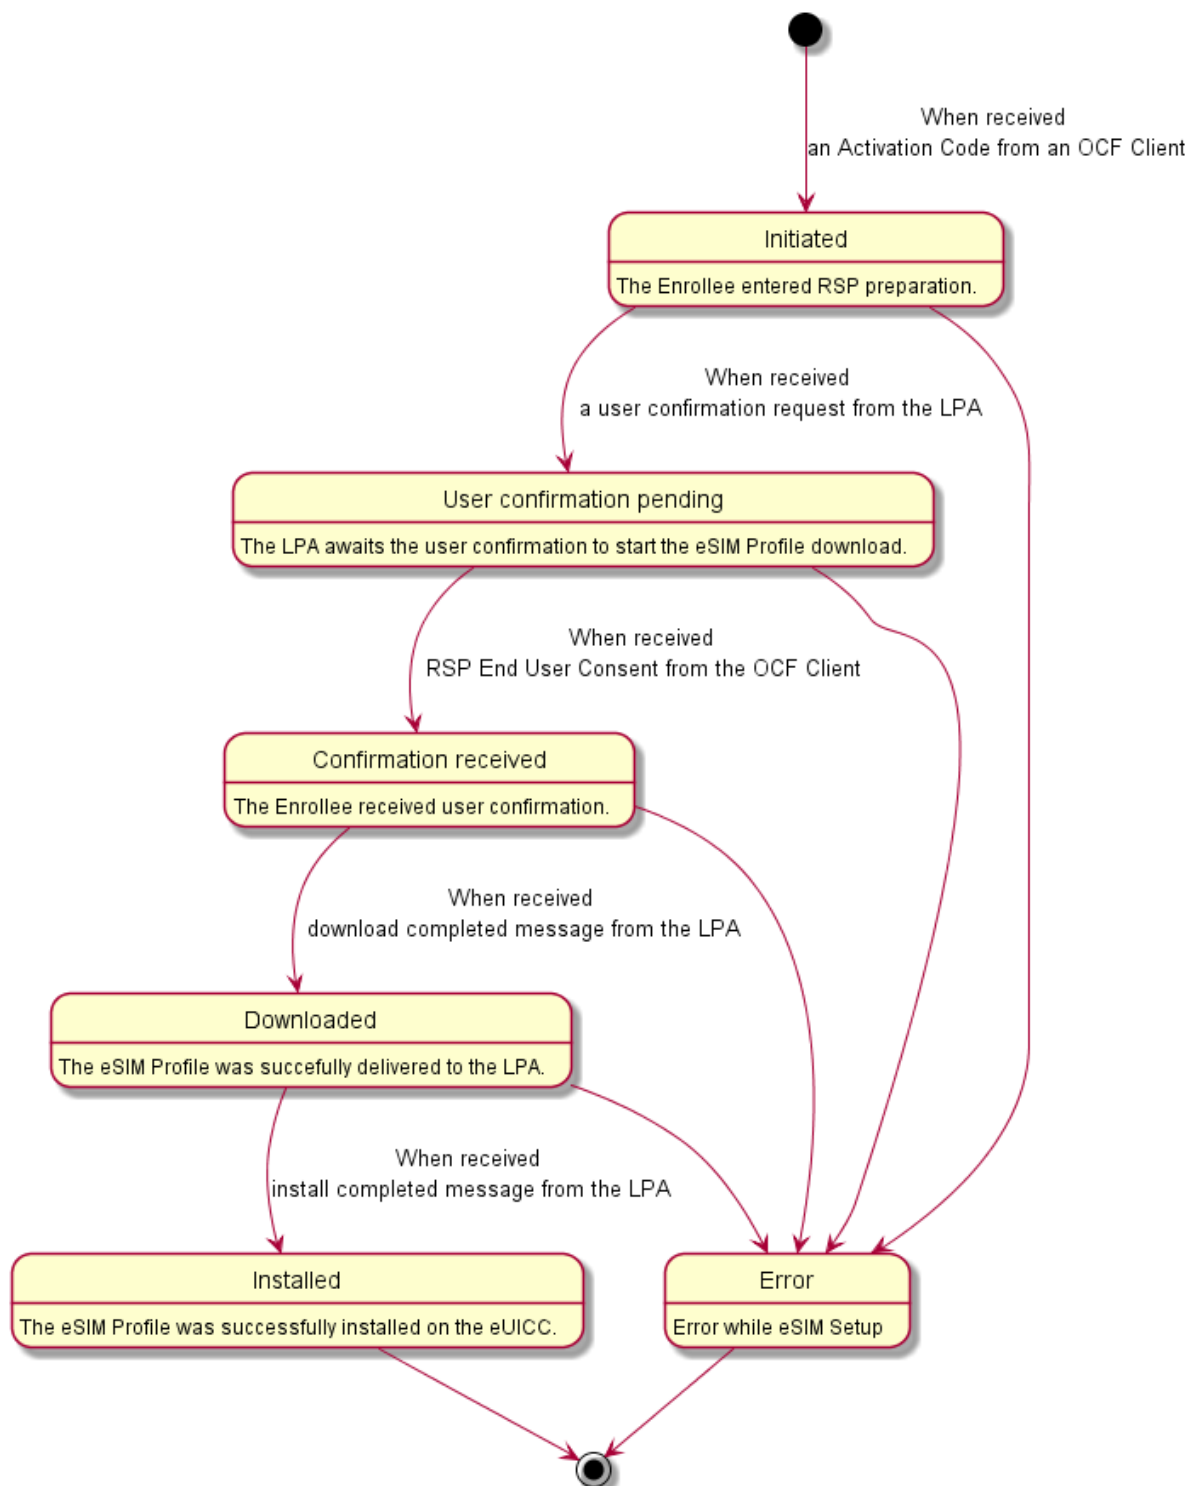 When received
an Activation Code from an OCF Client
Initiated
The Enrollee entered RSP preparation.
When received
a user confirmation request from the LPA
User confirmation pending
The LPA awaits the user confirmation to start the eSIM Profile download.
When received
RSP End User Consent from the OCF Client
Confirmation received
The Enrollee received user confirmation.
When received
download completed message from the LPA
Downloaded
The eSIM Profile was succefully delivered to the LPA.
When received
install completed message from the LPA
Installed
The eSIM Profile was successfully installed on the eUICC.
Error
Error while eSIM Setup